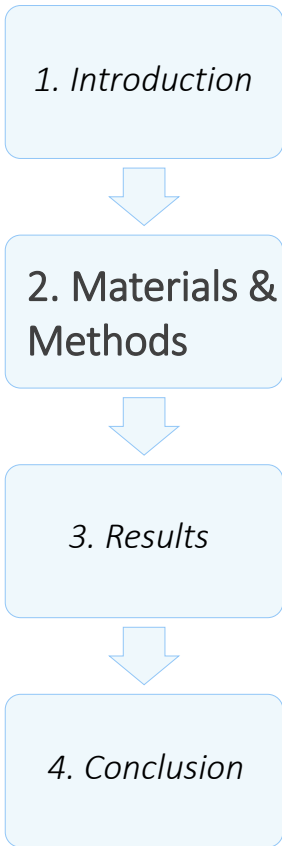 1. Introduction
2. Materials &
Methods
3. Results
4. Conclusion